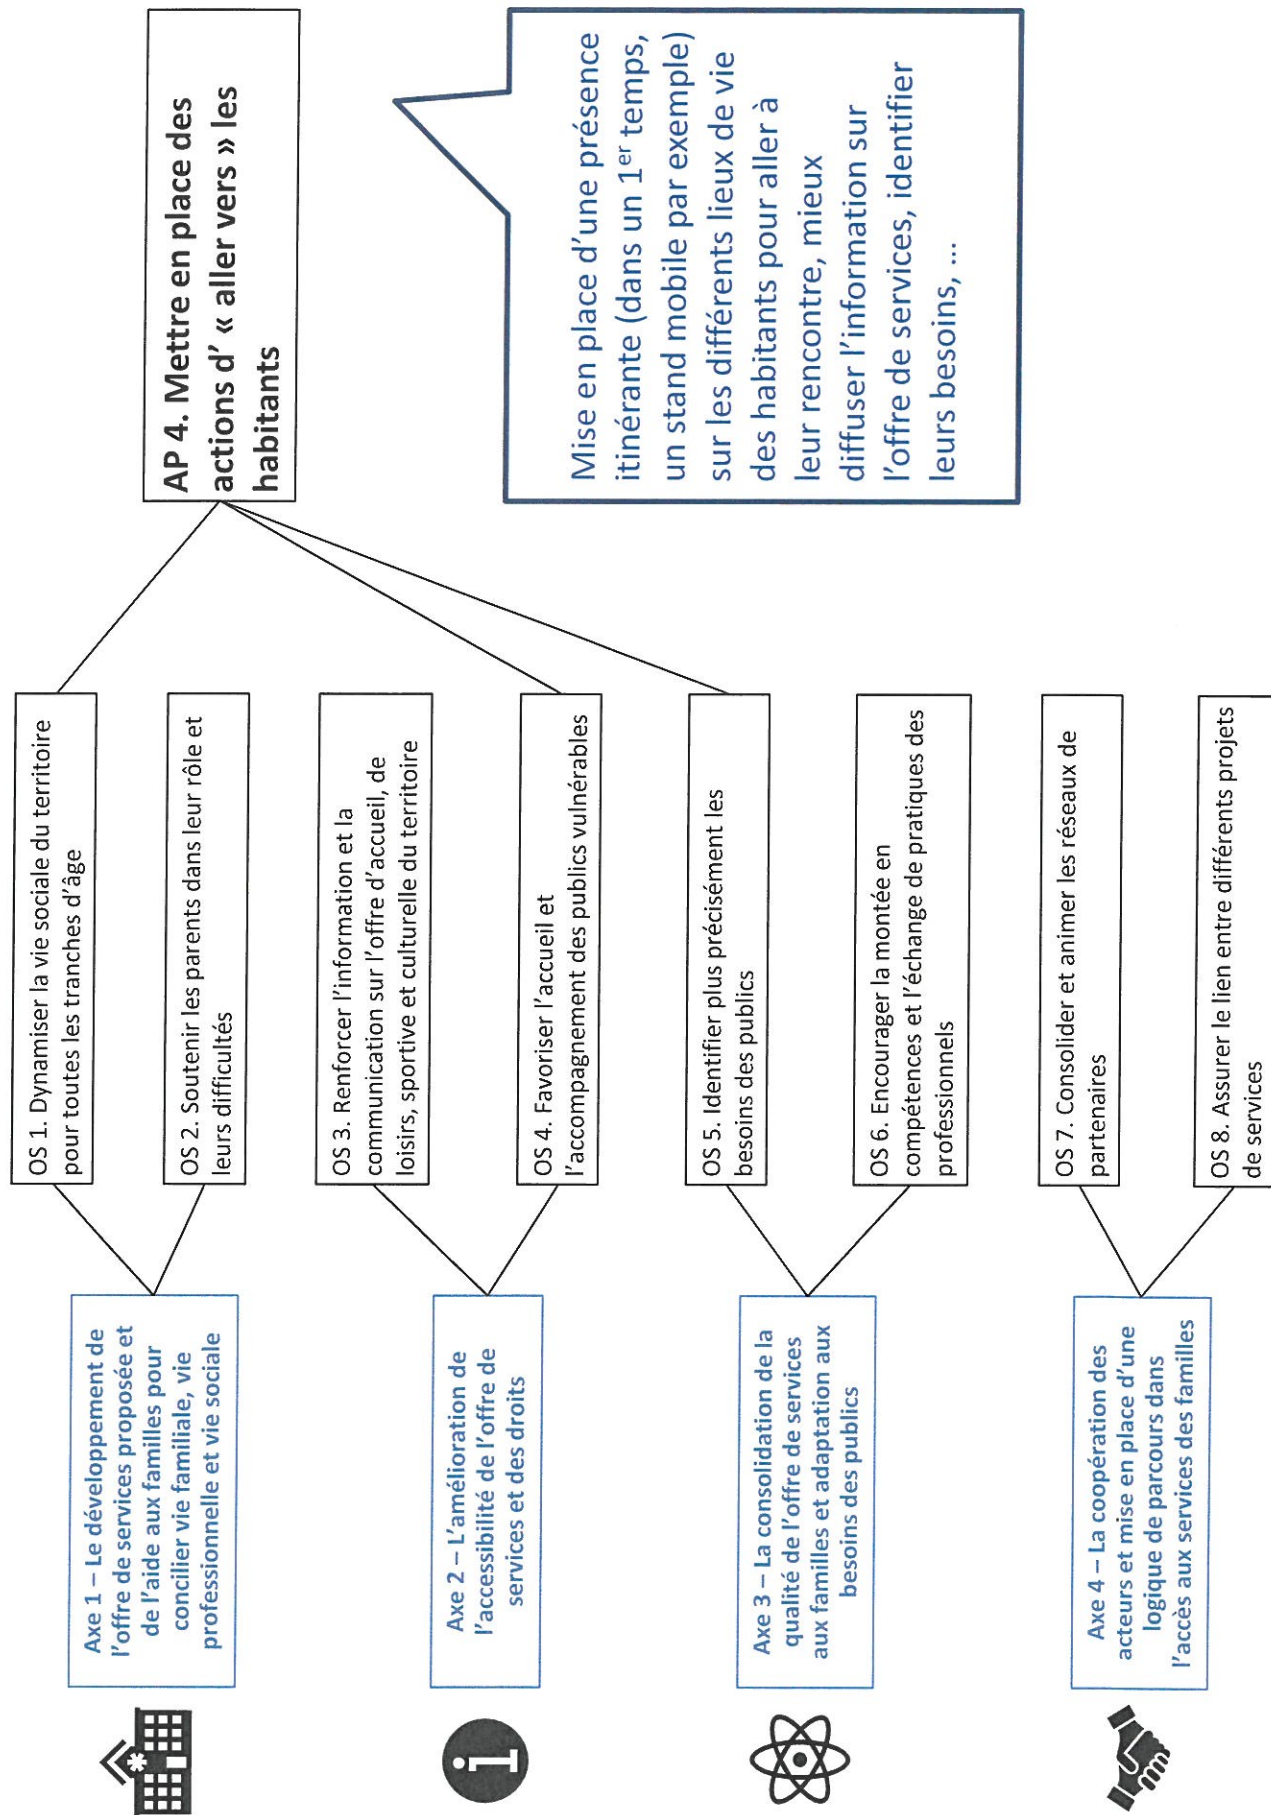 Axe 1 – Le développement de
l'offre de services proposée et
de l'aide aux familles pour
concilier vie familiale, vie
professionnelle et vie sociale
Axe 2 – L'amélioration de
l'accessibilité de l'offre de
services et des droits
Axe 3 – La consolidation de la
qualité de l'offre de services
aux familles et adaptation aux
besoins des publics
Axe 4 – La coopération des
acteurs et mise en place d'une
logique de parcours dans
l'accès aux services des familles
OS 1. Dynamiser la vie sociale du territoire
pour toutes les tranches d'âge
OS 2. Soutenir les parents dans leur rôle et
leurs difficultés
OS 3. Renforcer l'information et la
communication sur l'offre d'accueil, de
loisirs, sportive et culturelle du territoire
OS 4. Favoriser l'accueil et
l'accompagnement des publics vulnérables
OS 5. Identifier plus précisément les
besoins des publics
OS 6. Encourager la montée en
compétences et l'échange de pratiques des
professionnels
OS 7. Consolider et animer les réseaux de
partenaires
OS 8. Assurer le lien entre différents projets
de services
AP 4. Mettre en place des
actions d' « aller vers » les
habitants
Mise en place d'une présence
itinérante (dans un 1er temps,
un stand mobile par exemple)
sur les différents lieux de vie
des habitants pour aller à
leur rencontre, mieux
diffuser l'information sur
l'offre de services, identifier
leurs besoins, ...